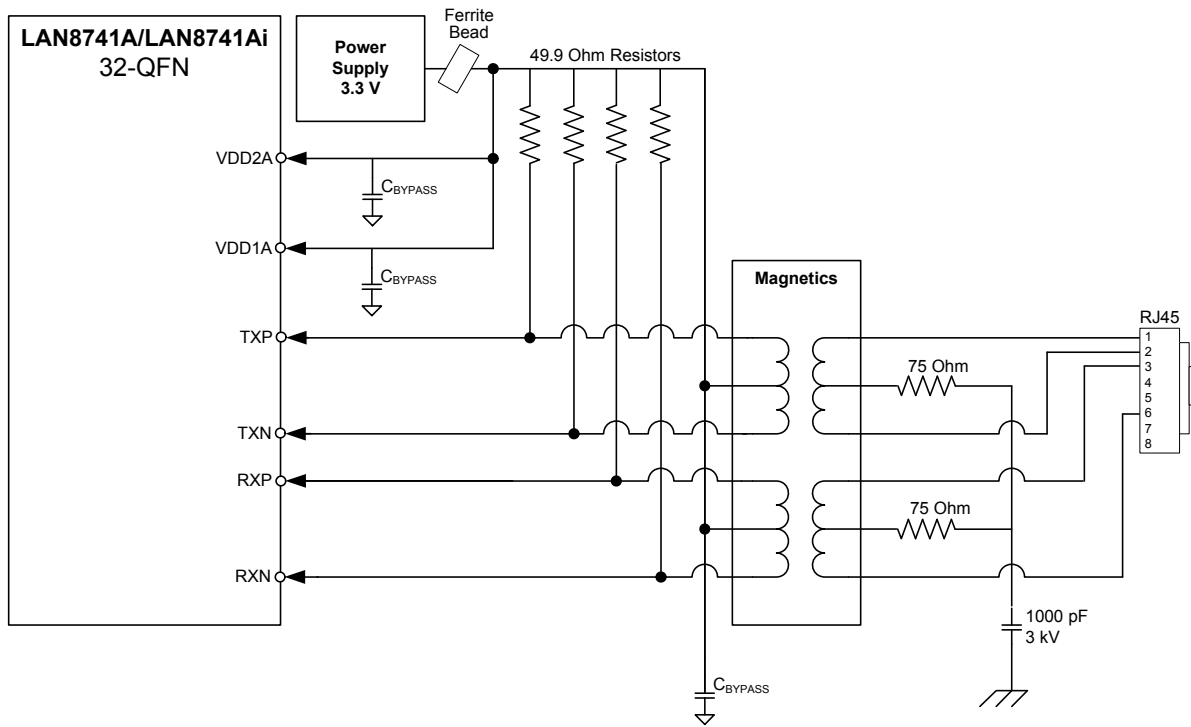 LAN8741A/LAN8741Ai
32-QFN
Power
Supply
3.3 V
Ferrite
Bead
49.9 Ohm Resistors
VDD2A
CBYPASS
VDD1A
CBYPASS
Magnetics
TXP
TXN
RXP
RXN
75 Ohm
75 Ohm
RJ45
1
2
3
4
5
6
7
8
1000 pF
3 kV
CBYPASS